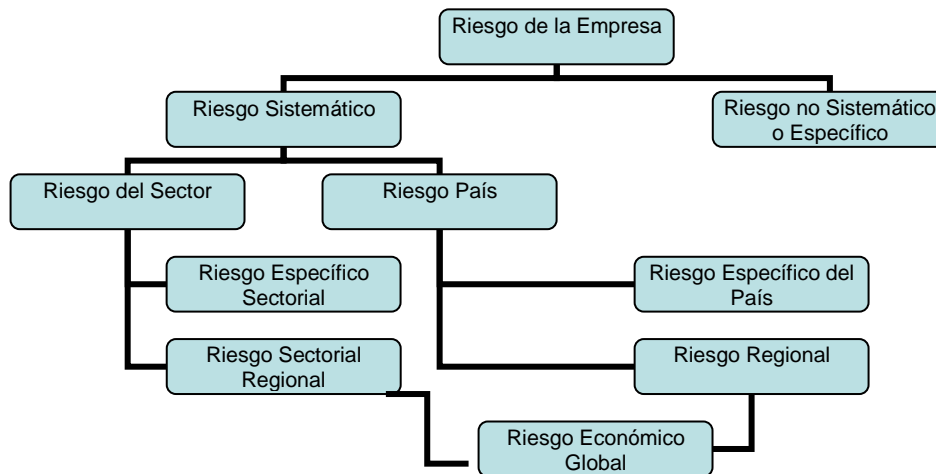 Riesgo de la Empresa
Riesgo Sistemático
Riesgo no Sistemático
o Específico
Riesgo del Sector
Riesgo País
Riesgo Específico
Sectorial
Riesgo Específico del
País
Riesgo Sectorial
Regional
Riesgo Regional
Riesgo Económico
Global